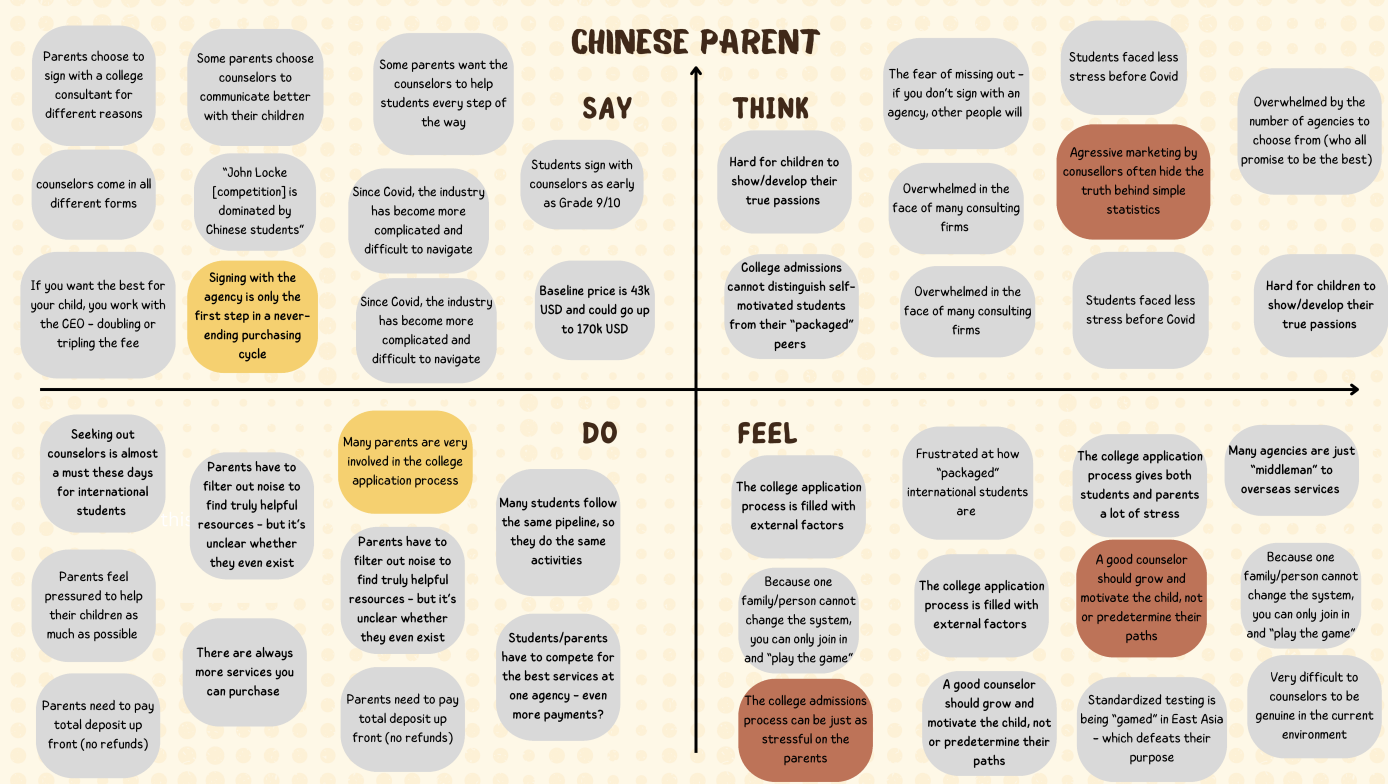 CHINESE PARENT
SAY
Parents choose to
sign with a college
consultant for
different reasons
Some parents choose
counselors to
communicate better
with their children
Some parents want the
counselors to help
students every step of
the way
counselors come in all
different forms
“John Locke
[competition] is
dominated by
Chinese students”
Since Covid, the industry
has become more
complicated and
difficult to navigate
Students sign with
counselors as early
as Grade 9/10
If you want the best for
your child, you work with
the CEO - doubling or
tripling the fee
Signing with the
agency is only the
first step in a never-
ending purchasing
cycle
Since Covid, the industry
has become more
complicated and
difficult to navigate
Baseline price is 43k
USD and could go up
to 170k USD
THINK
The fear of missing out -
if you don't sign with an
agency, other people will
Students faced less
stress before Covid
Overwhelmed by the
number of agencies to
choose from (who all
promise to be the best)
Hard for children to
show/develop their
true passions
Overwhelmed in the
face of many consulting
firms
Agressive marketing by
conusellors often hide the
truth behind simple
statistics
College admissions
cannot distinguish self-
motivated students
from their “packaged”
peers
Overwhelmed in the
face of many consulting
firms
Students faced less
stress before Covid
Hard for children to
show/develop their
true passions
DO
Seeking out
counselors is almost
a must these days
for international
students
this
Parents have to
filter out noise to
find truly helpful
resources - but it's
unclear whether
they even exist
Many parents are very
involved in the college
application process
Many students follow
the same pipeline, so
they do the same
activities
Parents feel
pressured to help
their children as
much as possible
Parents have to
filter out noise to
find truly helpful
resources - but it's
unclear whether
they even exist
There are always
more services you
can purchase
Students/parents
have to compete for
the best services at
one agency - even
more payments?
Parents need to pay
total deposit up
front (no refunds)
Parents need to pay
total deposit up
front (no refunds)
FEEL
The college application
process is filled with
external factors
Frustrated at how
“packaged”
international students
are
The college application
process gives both
students and parents
a lot of stress
Many agencies are just
“middleman” to
overseas services
Because one
family/person cannot
change the system,
you can only join in
and “play the game”
The college application
process is filled with
external factors
A good counselor
should grow and
motivate the child, not
or predetermine their
paths
Because one
family/person cannot
change the system,
you can only join in
and “play the game”
The college admissions
process can be just as
stressful on the
parents
A good counselor
should grow and
motivate the child, not
or predetermine their
paths
Standardized testing is
being “gamed” in East Asia
- which defeats their
purpose
Very difficult to
counselors to be
genuine in the current
environment